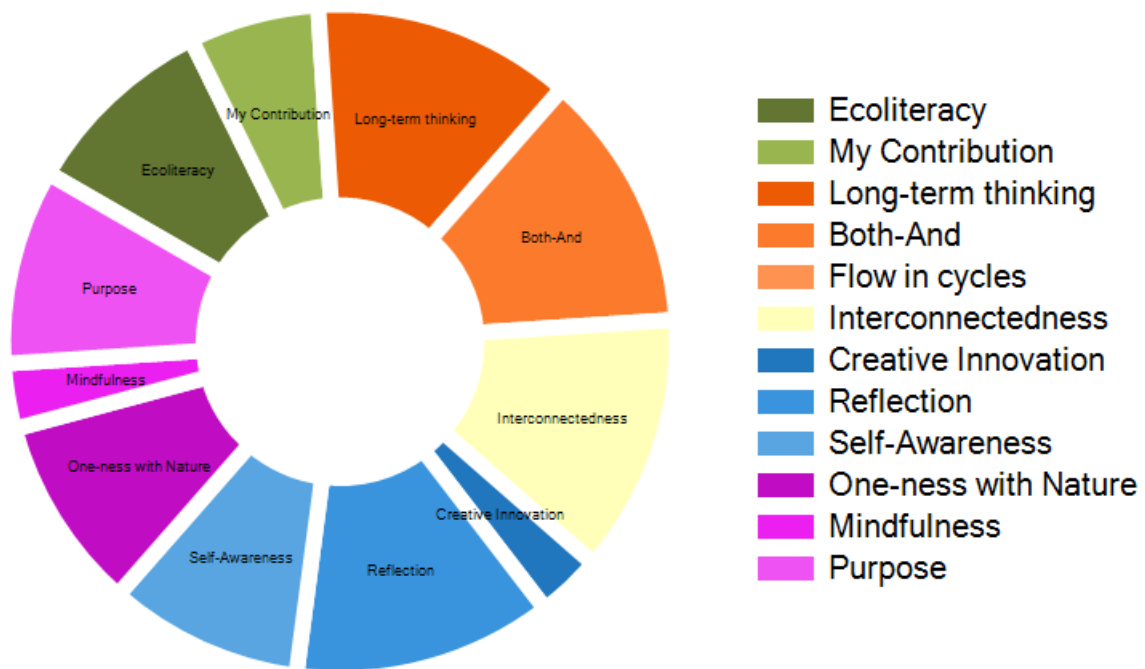 My Contribution
Long-term thinking
Ecoliteracy
Both-And
Purpose
Mindfulness
Interconnectedness
One-ness with Nature
Creative Innovation
Self-Awareness
Reflection
Ecoliteracy
My Contribution
Long-term thinking
Both-And
Flow in cycles
Interconnectedness
Creative Innovation
Reflection
Self-Awareness
One-ness with Nature
Mindfulness
Purpose